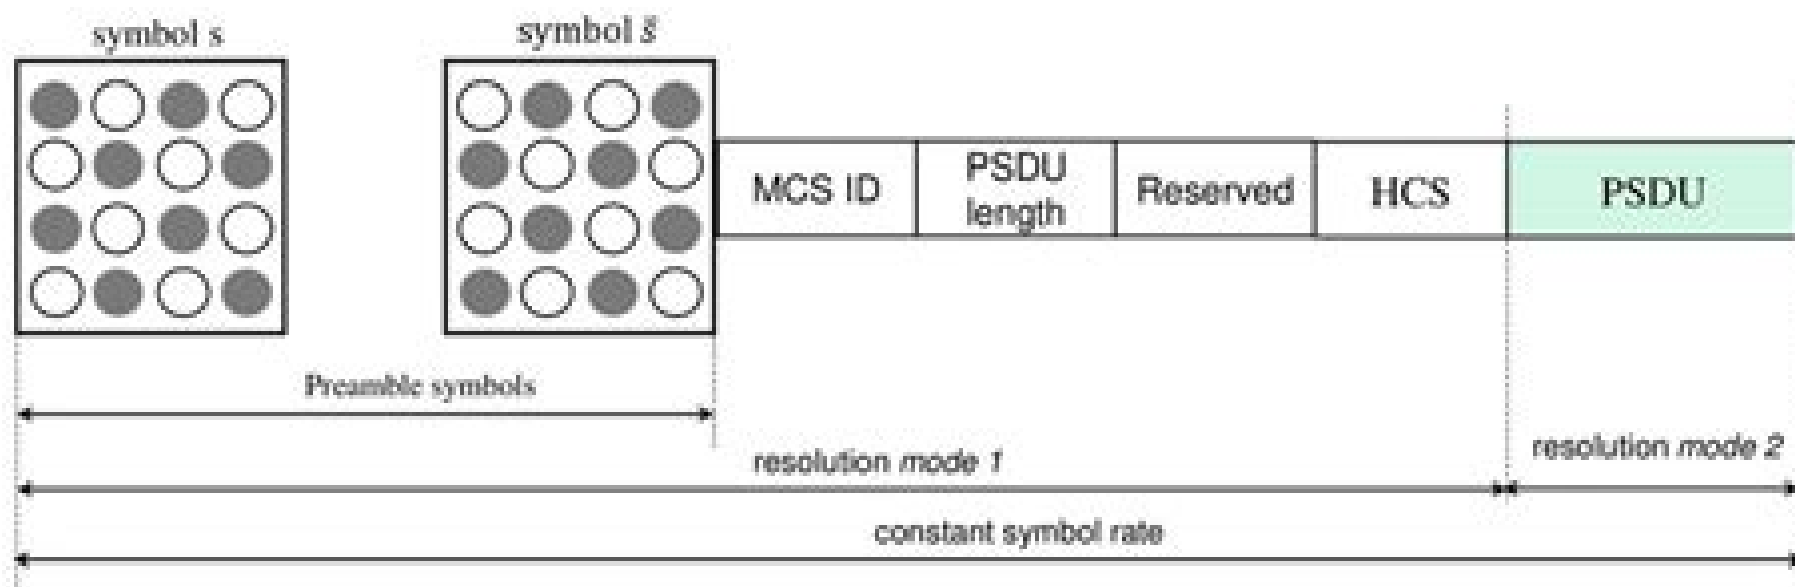 symbol s
symbol s̄
MCS ID
PSDU
length
Reserved
HCS
PSDU
Preamble symbols
resolution mode 1
resolution mode 2
constant symbol rate